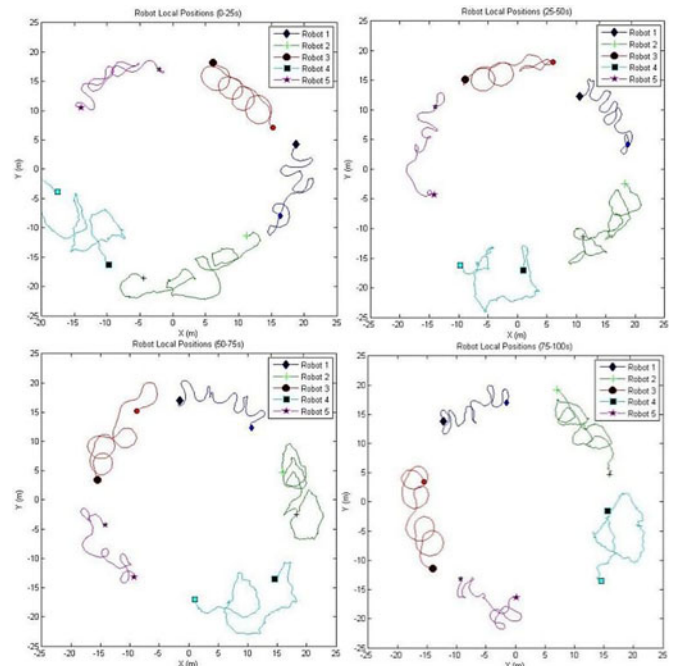 Robot Local Positions (0-25s)
25
20
15
10
5
0
-5
-10
-15
-20
-25
Y (m)
-20 -15 -10 -5 0 5 10 15 20 25
X (m)
Robot 1
Robot 2
Robot 3
Robot 4
Robot 5
Robot Local Positions (25-50s)
25
20
15
10
5
0
-5
-10
-15
-20
-25
Y (m)
-25 -20 -15 -10 -5 0 5 10 15 20 25
X (m)
Robot 1
Robot 2
Robot 3
Robot 4
Robot 5
Robot Local Positions (50-75s)
25
20
15
10
5
0
-5
-10
-15
-20
-25
Y (m)
-25 -20 -15 -10 -5 0 5 10 15 20 25
X (m)
Robot 1
Robot 2
Robot 3
Robot 4
Robot 5
Robot Local Positions (75-100s)
25
20
15
10
5
0
-5
-10
-15
-20
-25
Y (m)
-25 -20 -15 -10 -5 0 5 10 15 20 25
X (m)
Robot 1
Robot 2
Robot 3
Robot 4
Robot 5